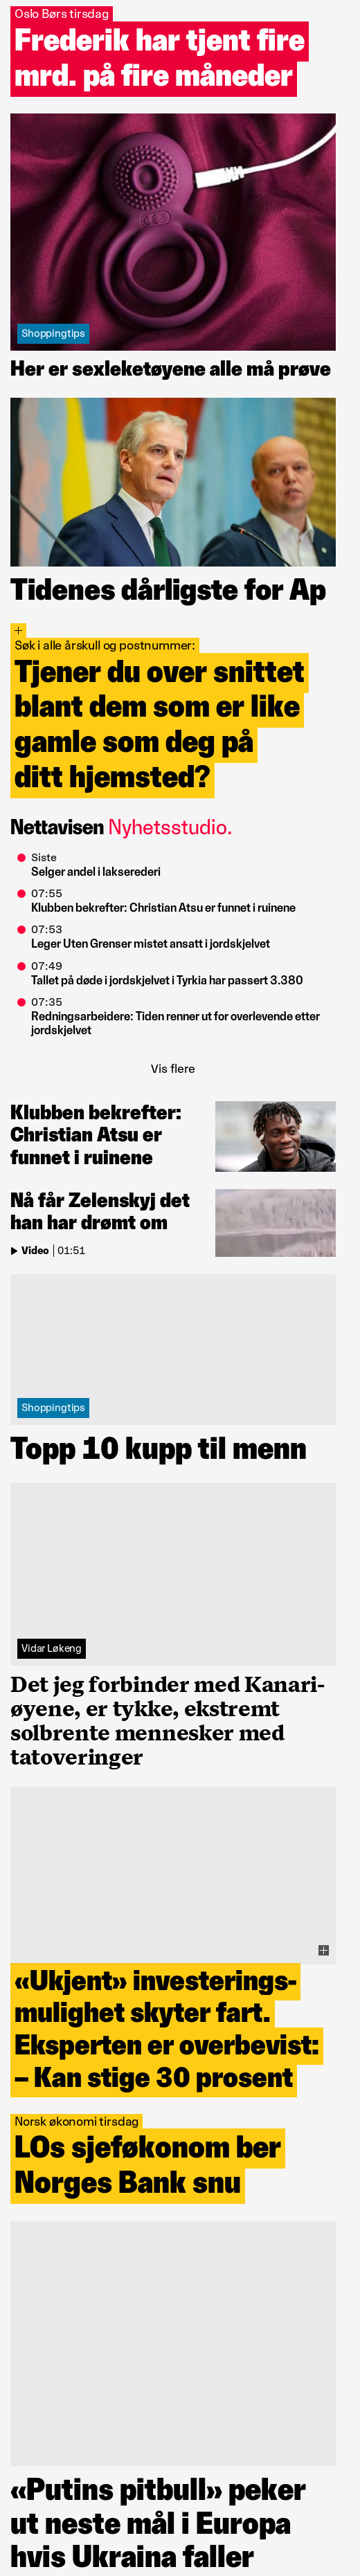 Oslo Børs tirsdag
Frederik har tjent fire
mrd. på fire måneder
Shoppingtips
Her er sexleketøyene alle må prøve
Tidenes dårligste for Ap
+
Søk i alle årskull og postnummer:
Tjener du over snittet
blant dem som er like
gamle som deg på
ditt hjemsted?
Nettavisen Nyhetsstudio.
Siste
Selger andel i lakserederi
07:55
Klubben bekrefter: Christian Atsu er funnet i ruinene
07:53
Leger Uten Grenser mistet ansatt i jordskjelvet
07:49
Tallet på døde i jordskjelvet i Tyrkia har passert 3.380
07:35
Redningsarbeidere: Tiden renner ut for overlevende etter
jordskjelvet
Vis flere
Klubben bekrefter:
Christian Atsu er
funnet i ruinene
Nå får Zelenskyj det
han har drømt om
Video | 01:51
Shoppingtips
Topp 10 kupp til menn
Vidar Løkeng
Det jeg forbinder med Kanari-
øyene, er tykke, ekstremt
solbrente mennesker med
tatoveringer
+
«Ukjent» investerings-
mulighet skyter fart.
Eksperten er overbevist:
– Kan stige 30 prosent
Norsk økonomi tirsdag
LOs sjeføkonom ber
Norges Bank snu
«Putins pitbull» peker
ut neste mål i Europa
hvis Ukraina faller